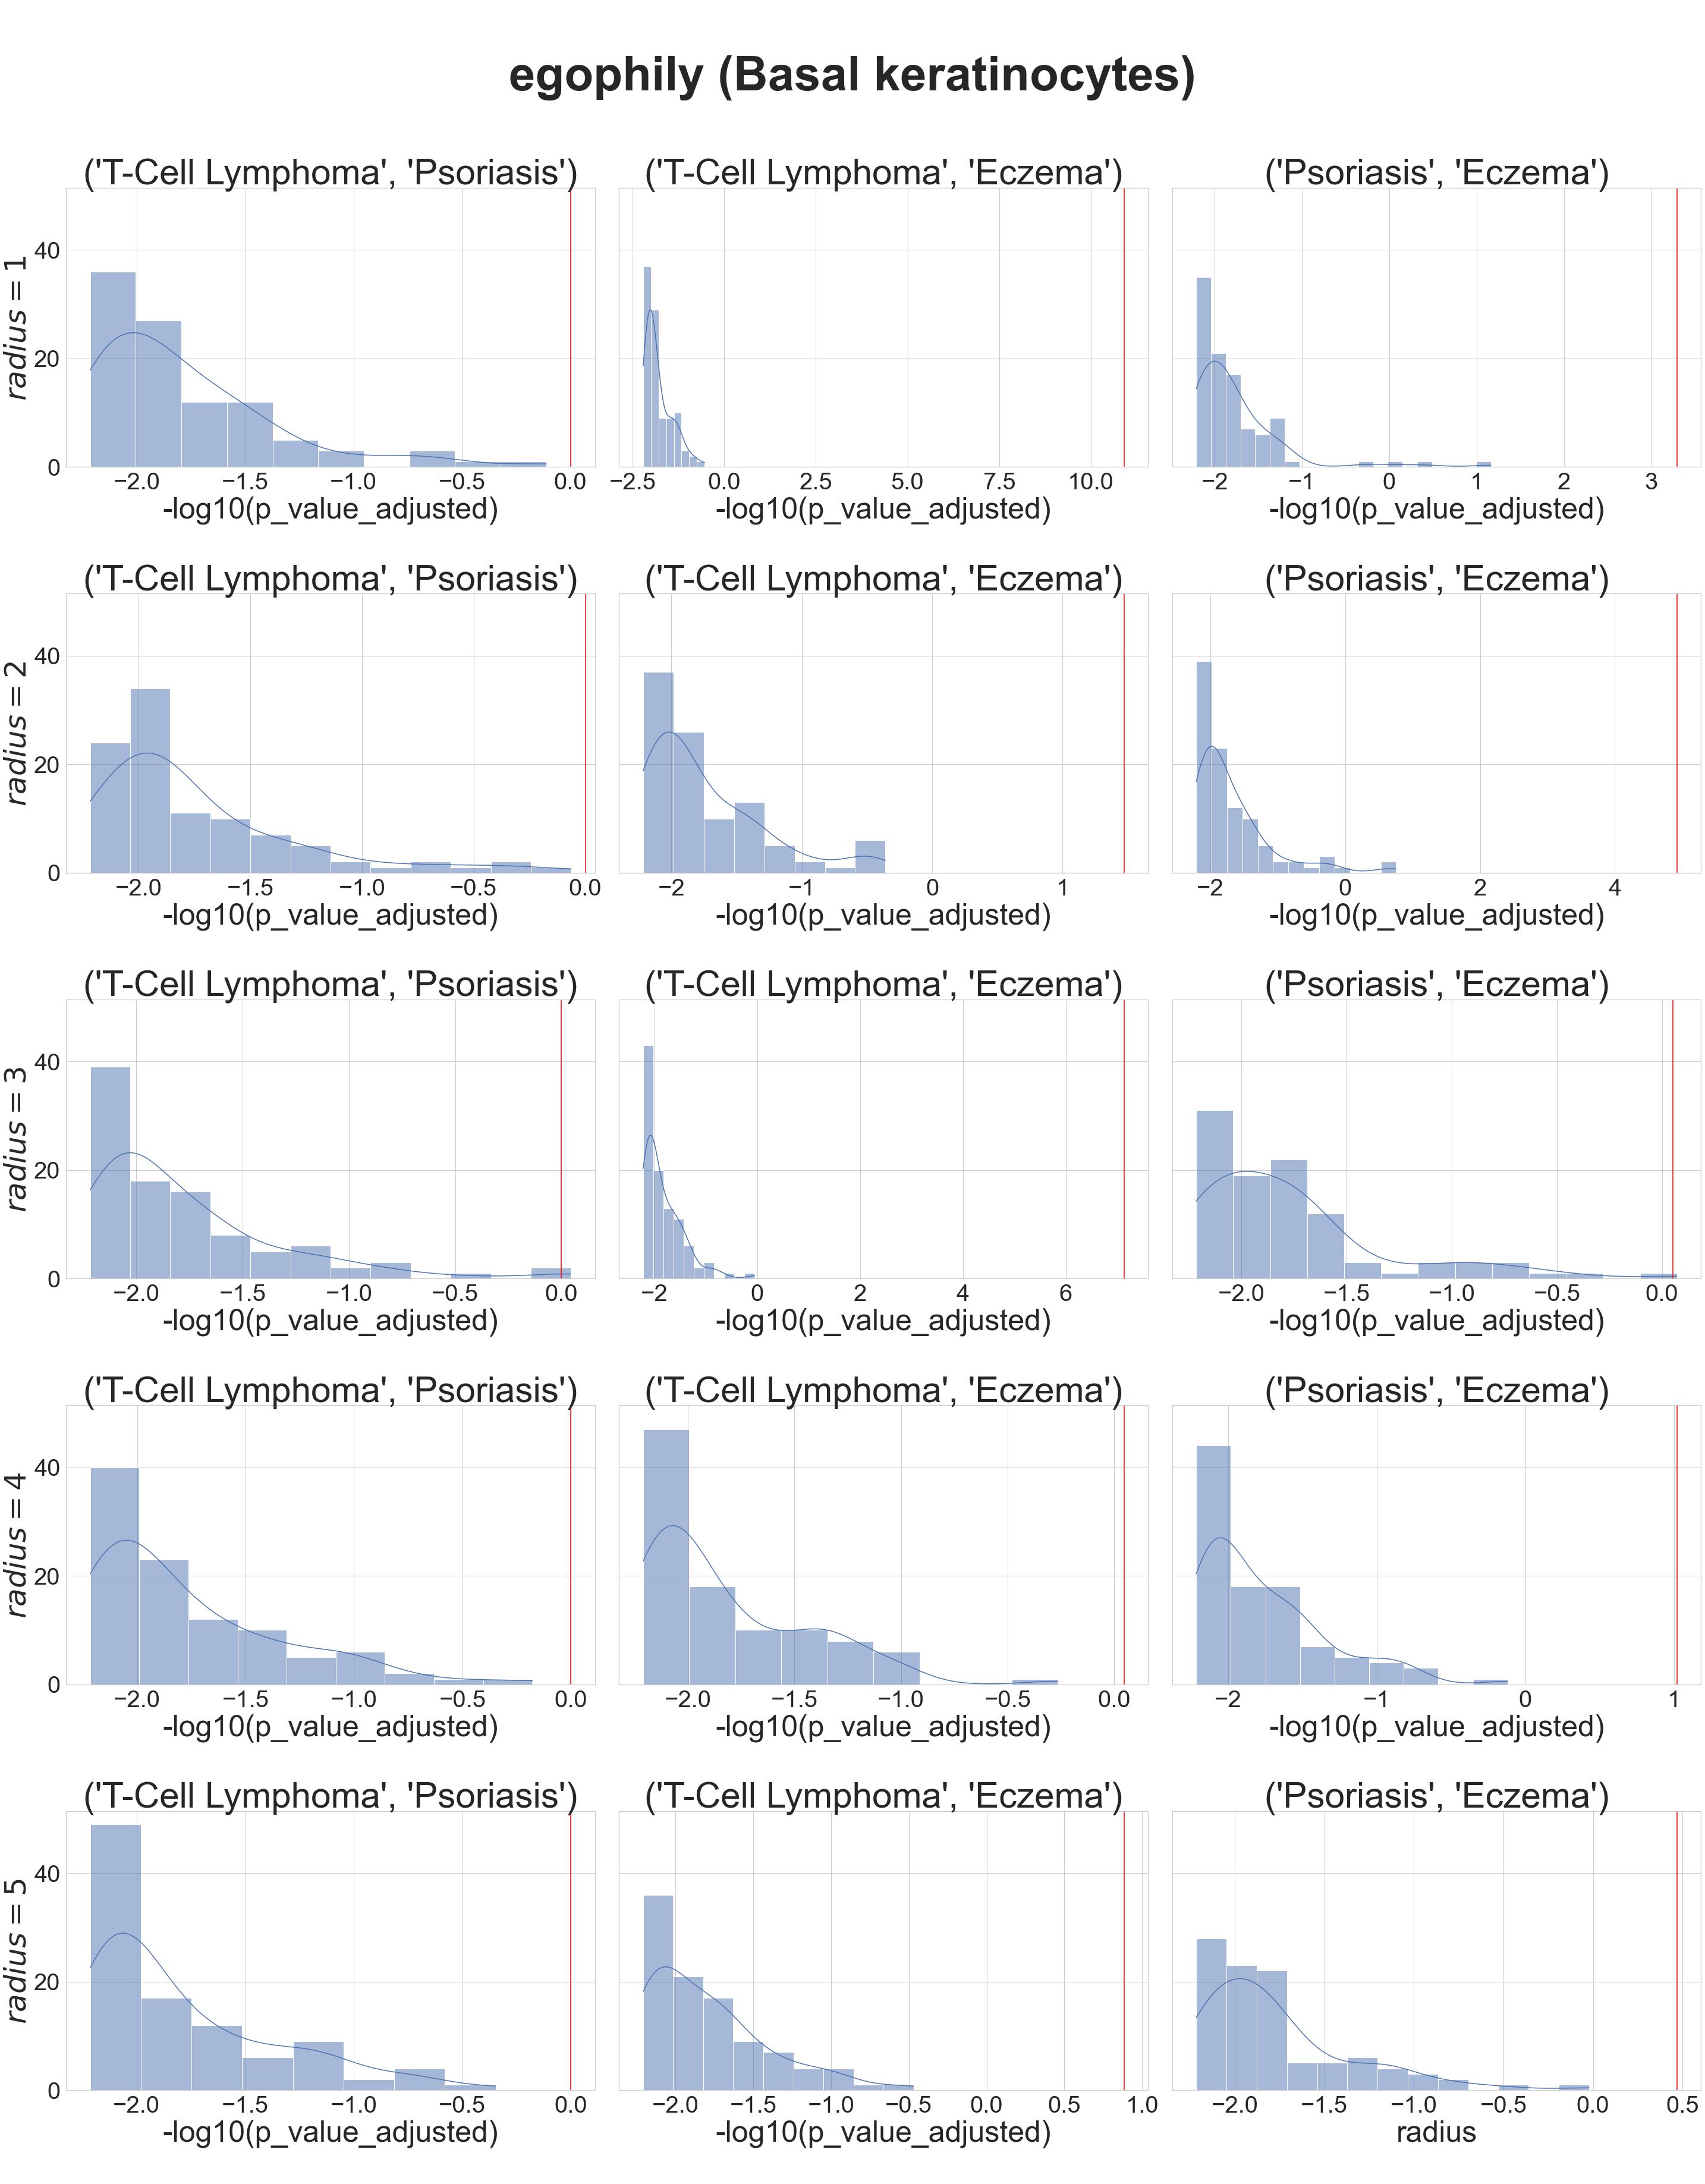 egophily (Basal keratinocytes)
('T-Cell Lymphoma', 'Psoriasis') ('T-Cell Lymphoma', 'Eczema') ('Psoriasis', 'Eczema')
radius = 1
40
20
0
−2.0 −1.5 −1.0 −0.5 0.0 −2.5 0.0 2.5 5.0 7.5 10.0 −2 −1 0 1 2 3
-log10(p_value_adjusted) -log10(p_value_adjusted) -log10(p_value_adjusted)
('T-Cell Lymphoma', 'Psoriasis') ('T-Cell Lymphoma', 'Eczema') ('Psoriasis', 'Eczema')
radius = 2
40
20
0
−2.0 −1.5 −1.0 −0.5 0.0 −2 −1 0 1 −2 0 2 4
-log10(p_value_adjusted) -log10(p_value_adjusted) -log10(p_value_adjusted)
('T-Cell Lymphoma', 'Psoriasis') ('T-Cell Lymphoma', 'Eczema') ('Psoriasis', 'Eczema')
radius = 3
40
20
0
−2.0 −1.5 −1.0 −0.5 0.0 −2 0 2 4 6 −2.0 −1.5 −1.0 −0.5 0.0
-log10(p_value_adjusted) -log10(p_value_adjusted) -log10(p_value_adjusted)
('T-Cell Lymphoma', 'Psoriasis') ('T-Cell Lymphoma', 'Eczema') ('Psoriasis', 'Eczema')
radius = 4
40
20
0
−2.0 −1.5 −1.0 −0.5 0.0 −2.0 −1.5 −1.0 −0.5 0.0 −2 −1 0 1
-log10(p_value_adjusted) -log10(p_value_adjusted) -log10(p_value_adjusted)
('T-Cell Lymphoma', 'Psoriasis') ('T-Cell Lymphoma', 'Eczema') ('Psoriasis', 'Eczema')
radius = 5
40
20
0
−2.0 −1.5 −1.0 −0.5 0.0 −2.0 −1.5 −1.0 −0.5 0.0 0.5 1.0 −2.0 −1.5 −1.0 −0.5 0.0 0.5
-log10(p_value_adjusted) -log10(p_value_adjusted) radius